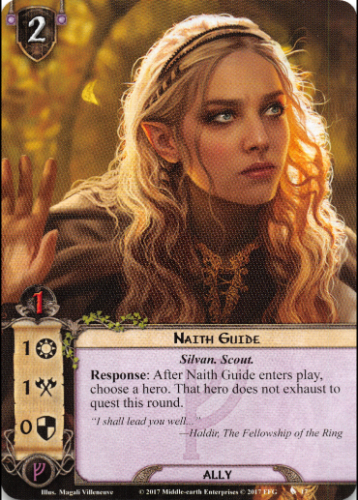 2
1
NAITH GUIDE
1
Silvan. Scout.
Response: After Naith Guide enters play,
choose a hero. That hero does not exhaust to
1
quest this round.
“I shall lead you well...”
0
—Haldir, The Fellowship of the Ring
ALLY
Illus. Magali Villeneuve © 2017 Middle-earth Enterprises © 2017 FFG